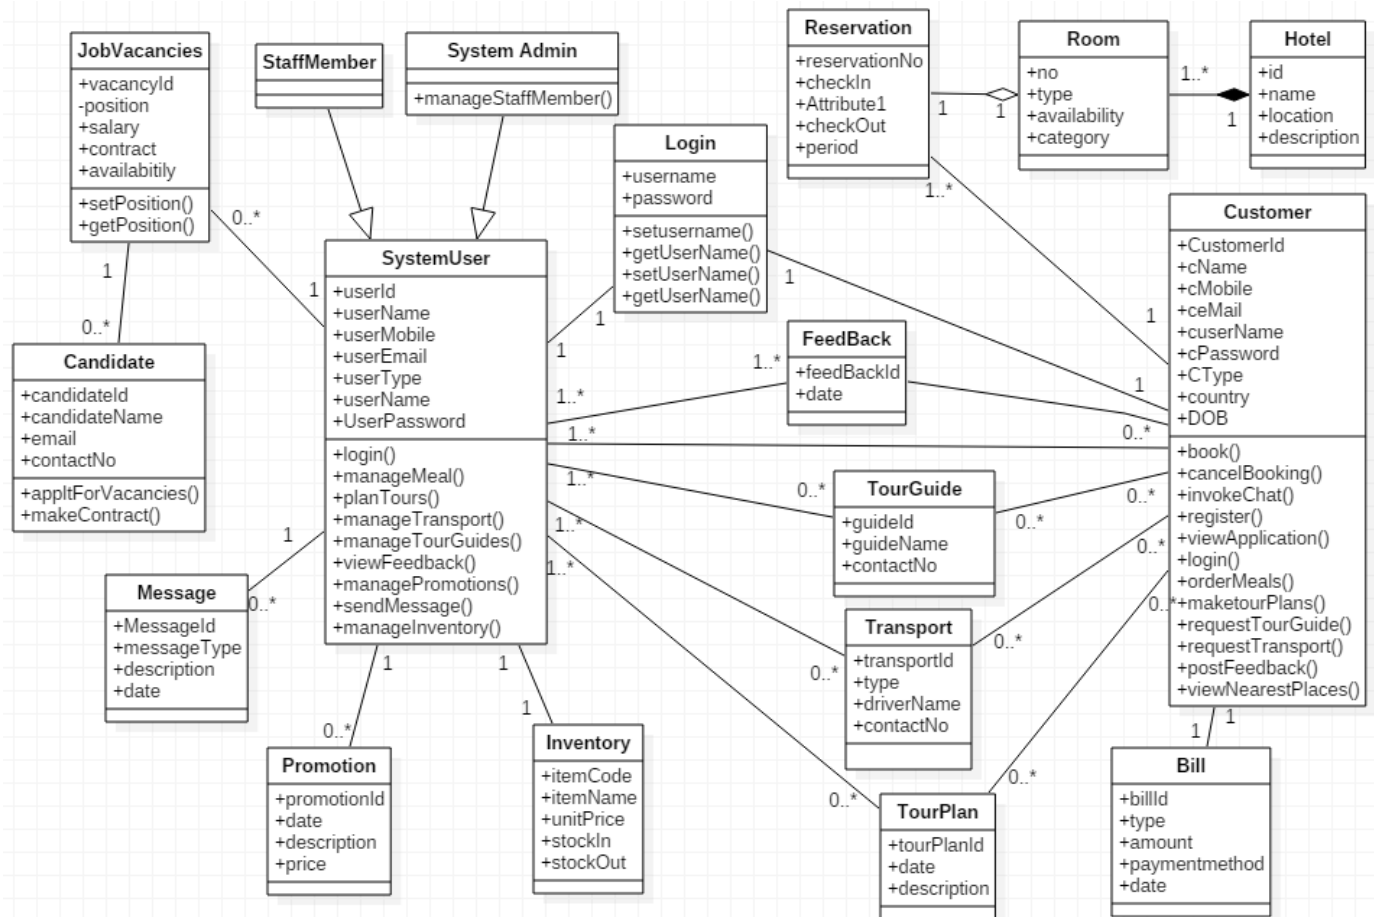 JobVacancies
+vacancyId
-position
+salary
+contract
+availabitily
+setPosition()
+getPosition()
StaffMember
System Admin
+manageStaffMember()
Login
+username
+password
+setusername()
+getUserName()
+setUserName()
+getUserName()
Reservation
+reservationNo
+checkIn
+Attribute1
+checkOut
+period
Room
+no
+type
+availability
+category
Hotel
+id
+name
+location
+description
1
1
1..*
1
1..*
1
0..*
1
1
0..*
1
1
1
1
Candidate
+candidateId
+candidateName
+email
+contactNo
+appltForVacancies()
+makeContract()
SystemUser
+userId
+userName
+userMobile
+userEmail
+userType
+userName
+UserPassword
+login()
+manageMeal()
+planTours()
+manageTransport()
+manageTourGuides()
+viewFeedback()
+managePromotions()
+sendMessage()
+manageInventory()
FeedBack
+feedBackId
+date
Customer
+CustomerId
+cName
+cMobile
+ceMail
+cuserName
+cPassword
+CType
+country
+DOB
+book()
+cancelBooking()
+invokeChat()
+register()
+viewApplication()
+login()
+orderMeals()
+maketourPlans()
+requestTourGuide()
+requestTransport()
+postFeedback()
+viewNearestPlaces()
1..*
1..*
1..*
0..*
1..*
0..*
0..*
0..*
1..*
0..*
1..*
0..*
0..*
0..*
TourGuide
+guideId
+guideName
+contactNo
Transport
+transportId
+type
+driverName
+contactNo
1
0..*
Message
+MessageId
+messageType
+description
+date
1
0..*
1
1
Promotion
+promotionId
+date
+description
+price
Inventory
+itemCode
+itemName
+unitPrice
+stockIn
+stockOut
0..*
0..*
TourPlan
+tourPlanId
+date
+description
1
1
Bill
+billId
+type
+amount
+paymentmethod
+date